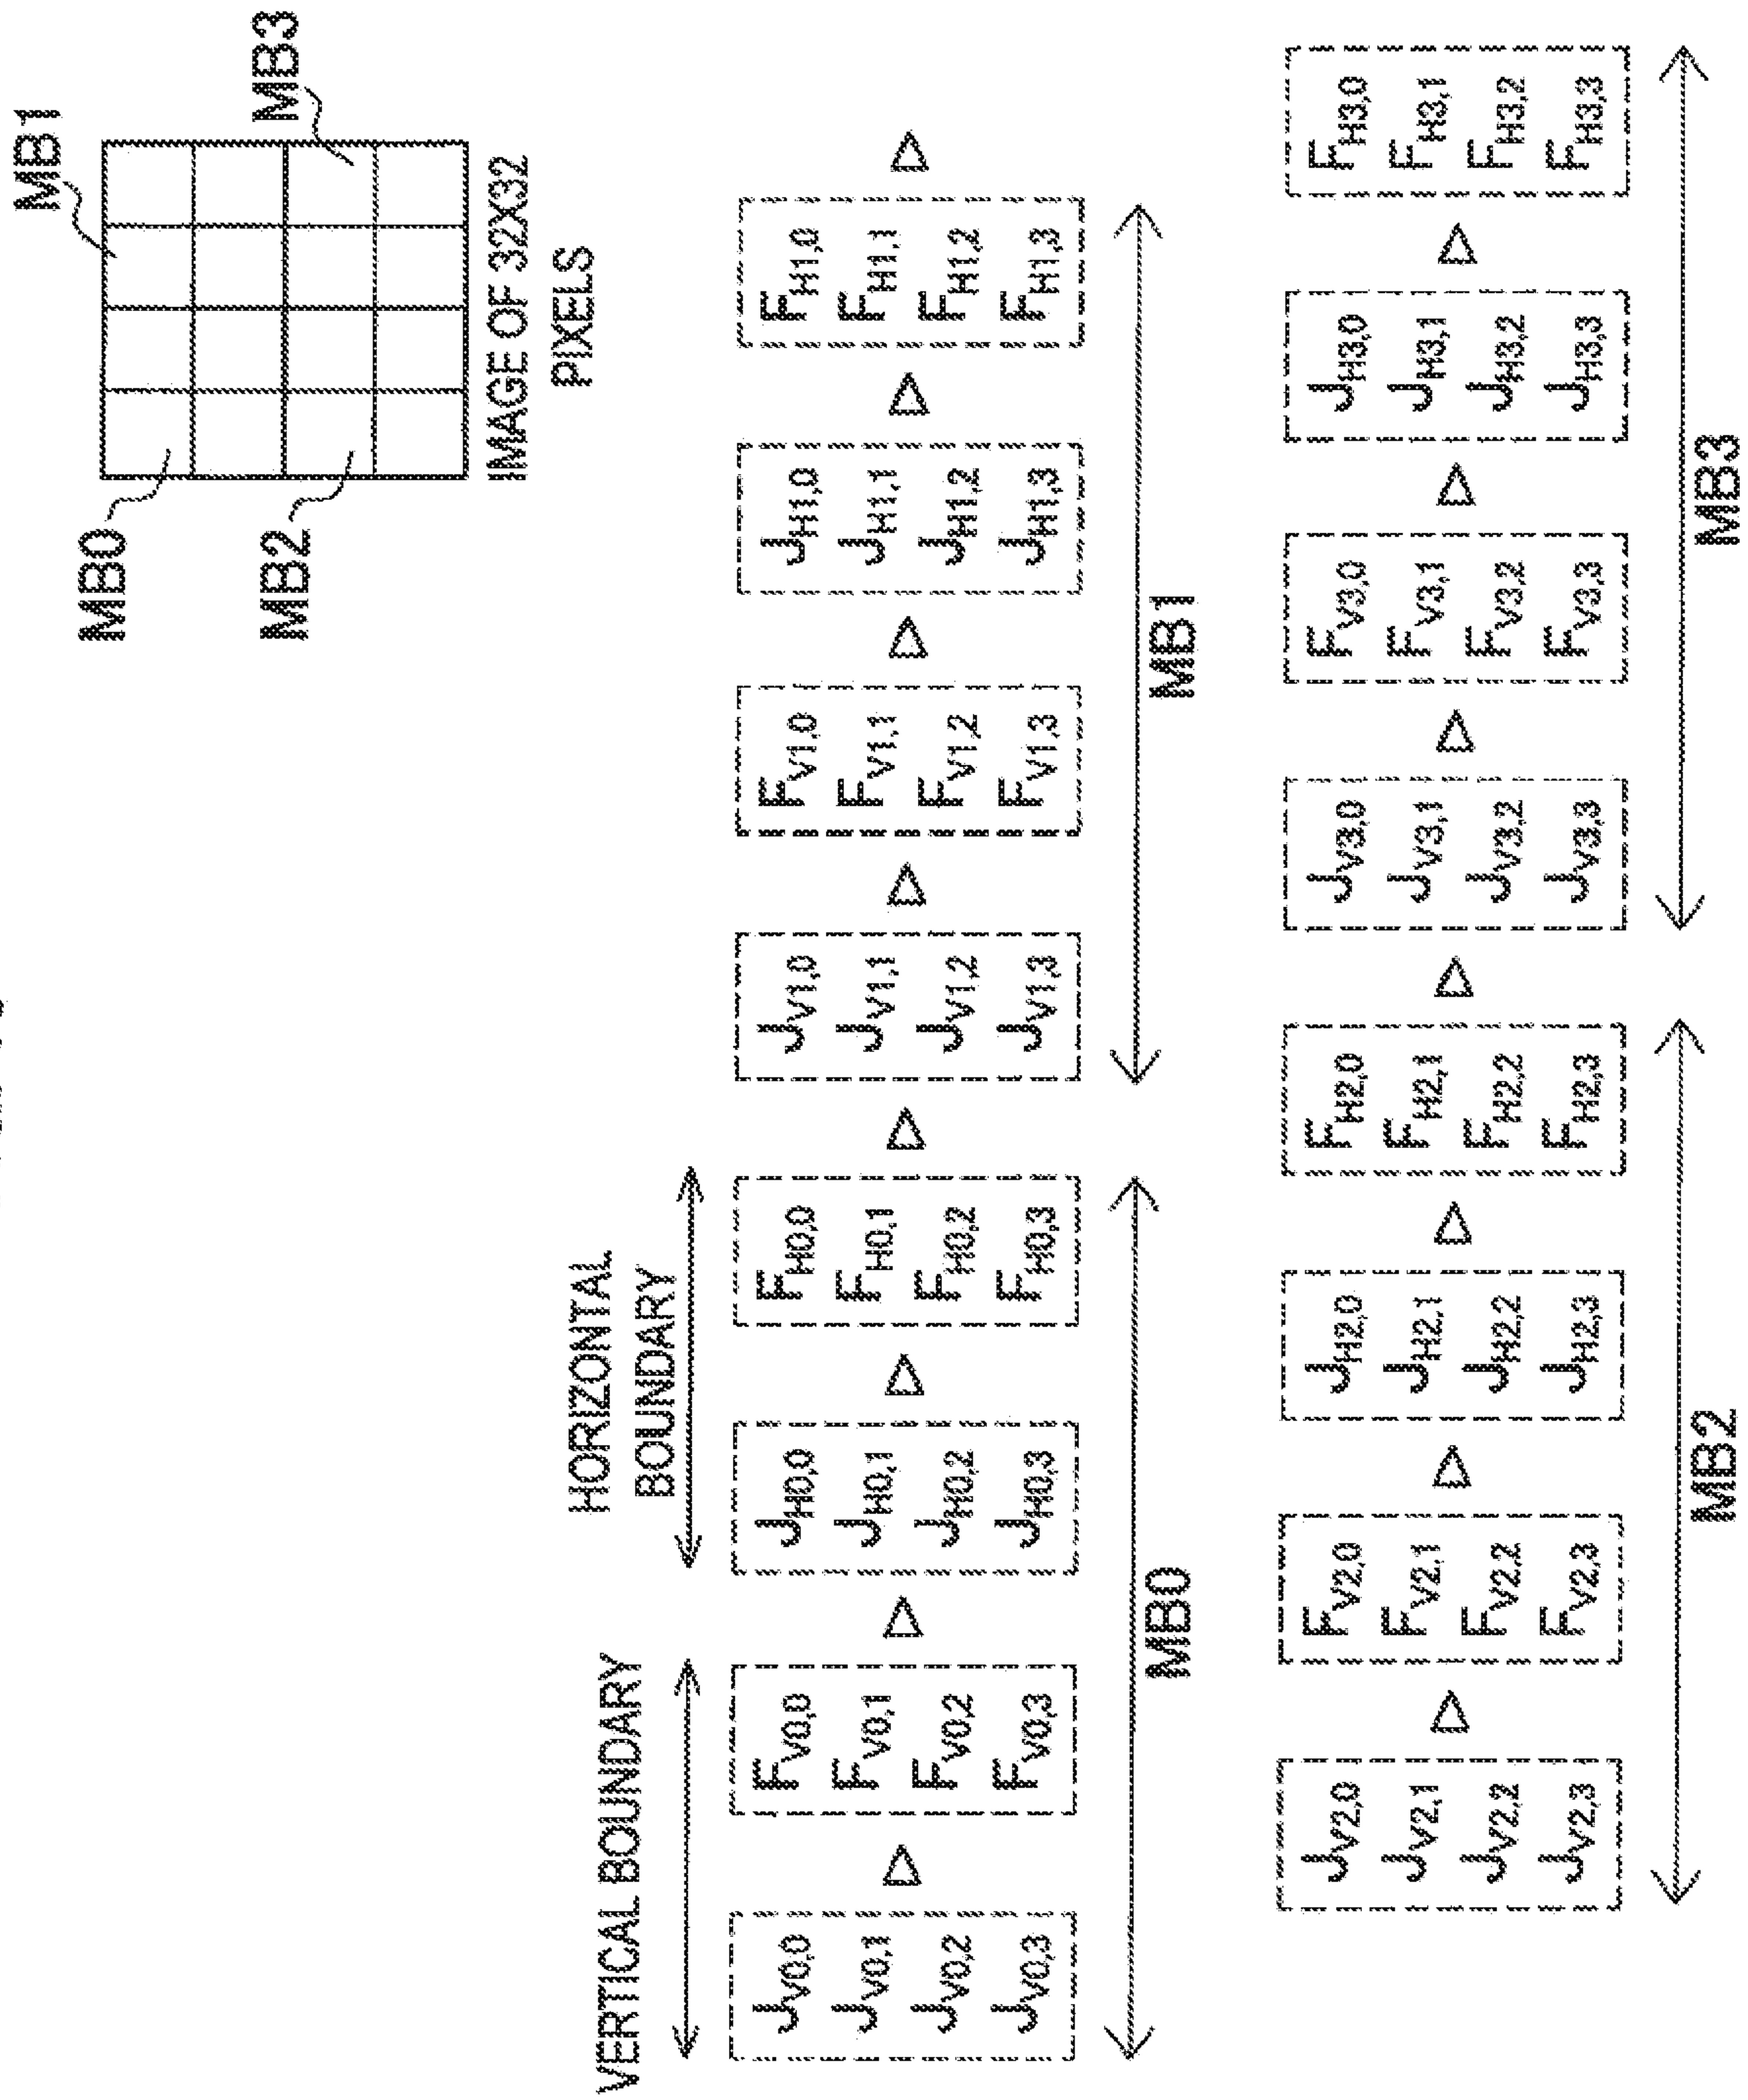 MB0
MB1
MB2
MB3
IMAGE OF 32X32
PIXELS
VERTICAL BOUNDARY
HORIZONTAL
BOUNDARY
JV0,0 FV0,0 JH0,0 FH0,0 JV1,0 FV1,0 JH1,0 FH1,0
JV0,1 FV0,1 JH0,1 FH0,1 JV1,1 FV1,1 JH1,1 FH1,1
JV0,2 FV0,2 JH0,2 FH0,2 JV1,2 FV1,2 JH1,2 FH1,2
JV0,3 FV0,3 JH0,3 FH0,3 JV1,3 FV1,3 JH1,3 FH1,3
MB0 MB1
JV2,0 FV2,0 JH2,0 FH2,0 JV3,0 FV3,0 JH3,0 FH3,0
JV2,1 FV2,1 JH2,1 FH2,1 JV3,1 FV3,1 JH3,1 FH3,1
JV2,2 FV2,2 JH2,2 FH2,2 JV3,2 FV3,2 JH3,2 FH3,2
JV2,3 FV2,3 JH2,3 FH2,3 JV3,3 FV3,3 JH3,3 FH3,3
MB2 MB3